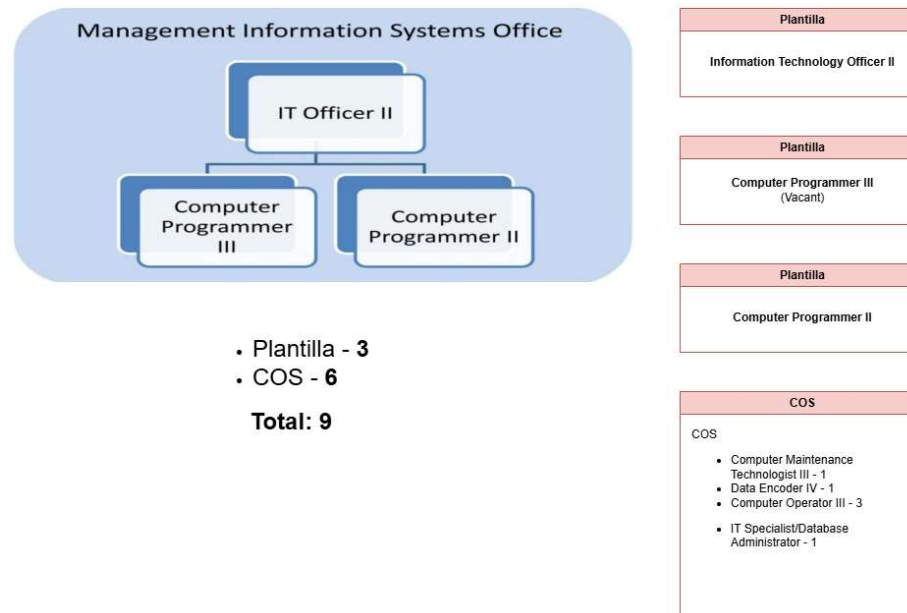 Management Information Systems Office
IT Officer II
Computer
Programmer
III
Computer
Programmer II
• Plantilla - 3
• COS - 6
Total: 9
Plantilla
Information Technology Officer II
Plantilla
Computer Programmer III
(Vacant)
Plantilla
Computer Programmer II
COS
COS
• Computer Maintenance
Technologist III - 1
• Data Encoder IV - 1
• Computer Operator III - 3
• IT Specialist/Database
Administrator - 1